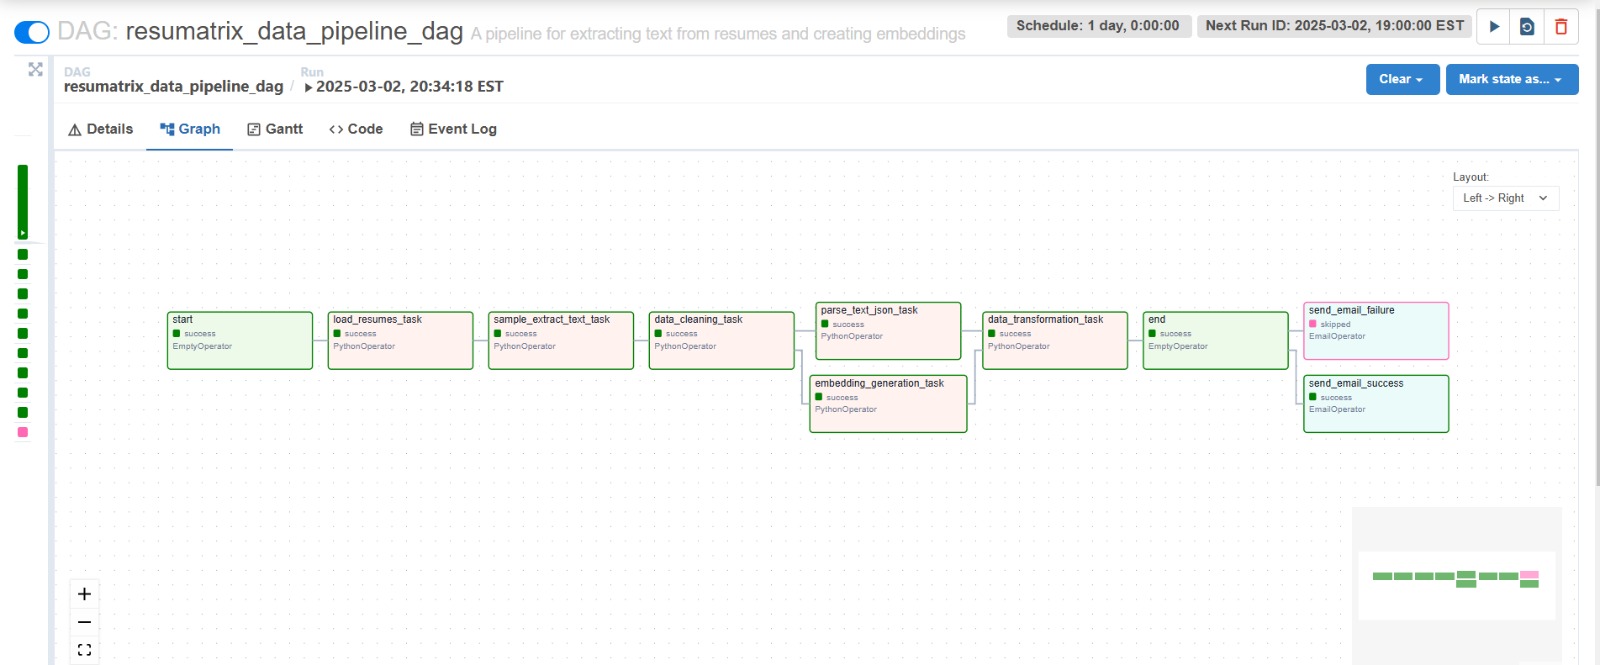 DAG: resumatrix_data_pipeline_dag A pipeline for extracting text from resumes and creating embeddings
Schedule: 1 day, 0:00:00 Next Run ID: 2025-03-02, 19:00:00 EST
DAG Run
resumatrix_data_pipeline_dag / 2025-03-02, 20:34:18 EST
Clear Mark state as...
Details Graph Gantt Code Event Log
Layout:
Left -> Right
start
success
EmptyOperator
load_resumes_task
success
PythonOperator
sample_extract_text_task
success
PythonOperator
data_cleaning_task
success
PythonOperator
parse_text_json_task
success
PythonOperator
embedding_generation_task
success
PythonOperator
data_transformation_task
success
PythonOperator
end
success
EmptyOperator
send_email_failure
skipped
EmailOperator
send_email_success
success
EmailOperator